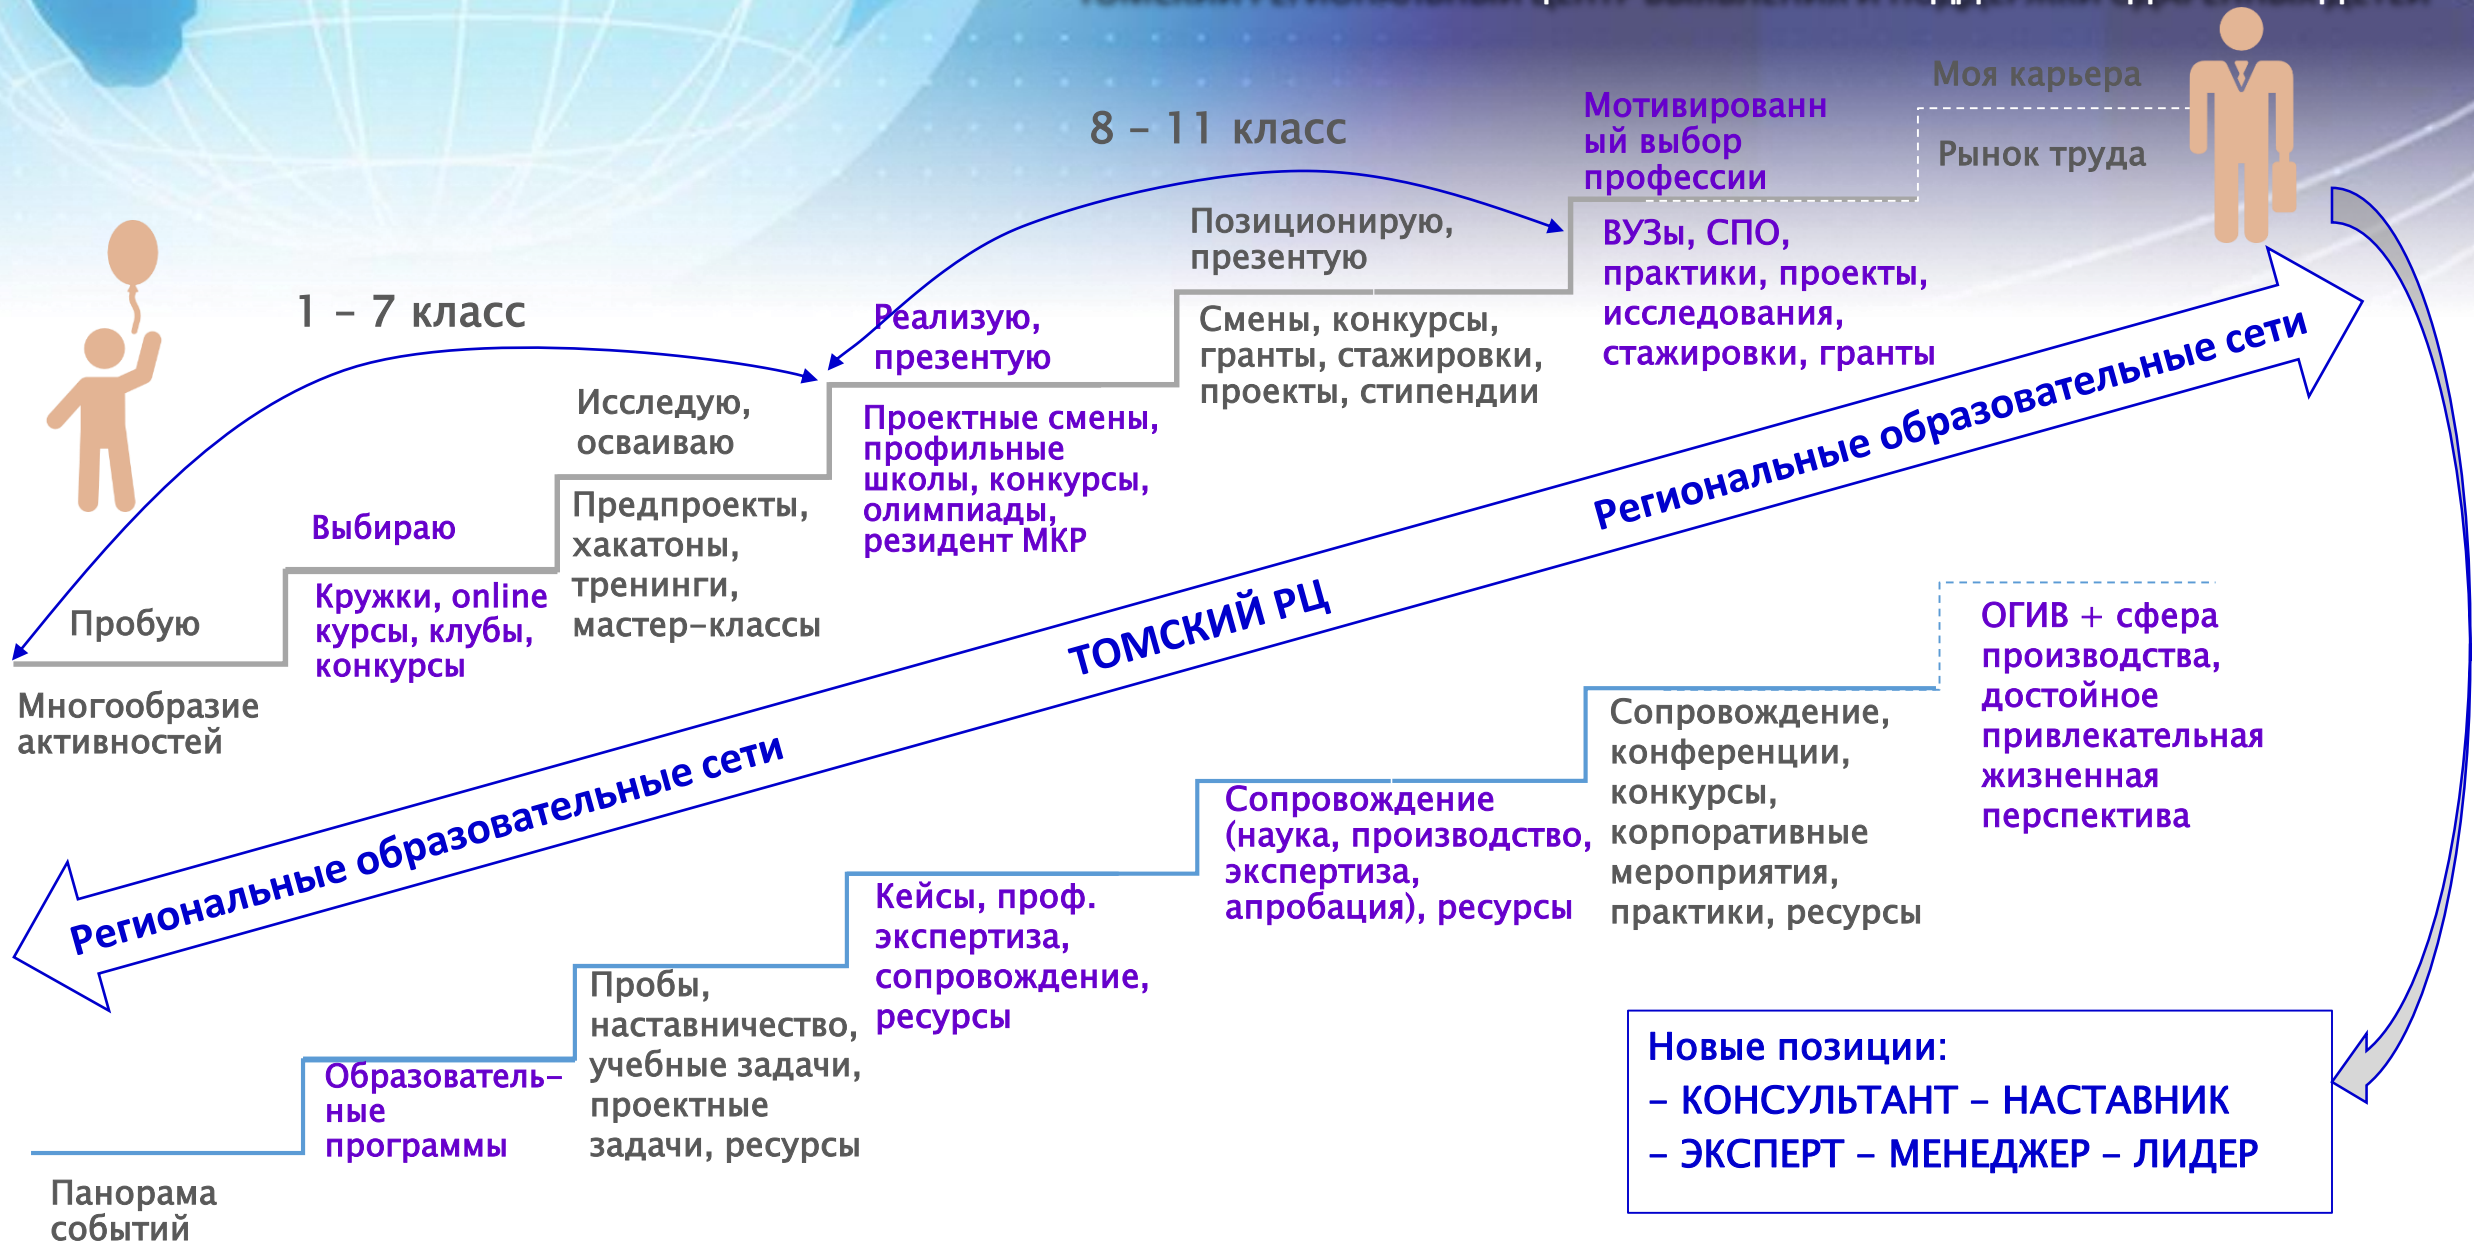 8 – 11 класс
Моя карьера
Рынок труда
Мотивированн
ый выбор
профессии
ВУЗы, СПО,
практики, проекты,
исследования,
стажировки, гранты
Позиционирую,
презентую
Смены, конкурсы,
гранты, стажировки,
проекты, стипендии
1 – 7 класс
Реализую,
презентую
Проектные смены,
профильные
школы, конкурсы,
олимпиады,
резидент МКР
Исследую,
осваиваю
Предпроекты,
хакатоны,
тренинги,
мастер-классы
Выбираю
Кружки, online
курсы, клубы,
конкурсы
Пробую
Многообразие
активностей
Региональные образовательные сети
ТОМСКИЙ РЦ
Региональные образовательные сети
Панорама
событий
Образователь-
ные
программы
Пробы,
наставничество,
учебные задачи,
проектные
задачи, ресурсы
Кейсы, проф.
экспертиза,
сопровождение,
ресурсы
Сопровождение
(наука, производство,
экспертиза,
апробация), ресурсы
Сопровождение,
конференции,
конкурсы,
корпоративные
мероприятия,
практики, ресурсы
ОГИВ + сфера
производства,
достойное
привлекательная
жизненная
перспектива
Новые позиции:
- КОНСУЛЬТАНТ - НАСТАВНИК
- ЭКСПЕРТ - МЕНЕДЖЕР - ЛИДЕР